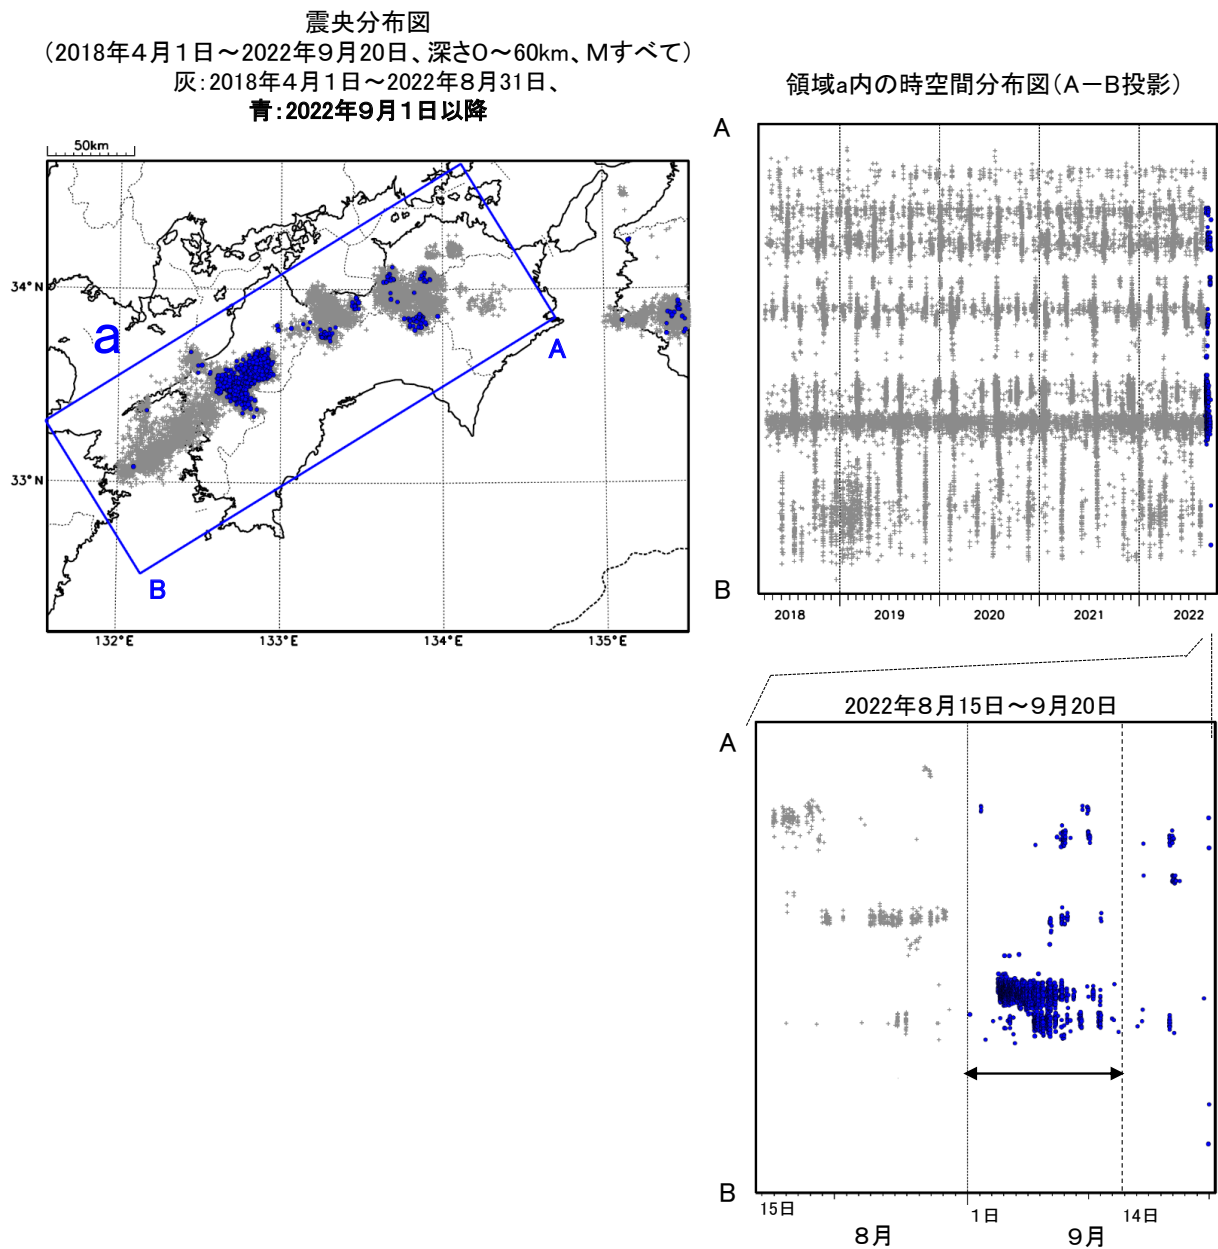 震央分布図
（2018年４月１日～2022年９月20日、深さ０～60km、Ｍすべて）
灰：2018年４月１日～2022年８月31日、
青：2022年９月１日以降
50km
34°N
33°N
132°E
133°E
134°E
135°E
a
A
B
領域a内の時空間分布図（A－B投影）
A
B
2018
2019
2020
2021
2022
2022年８月15日～９月20日
A
B
15日
1日
14日
８月
９月